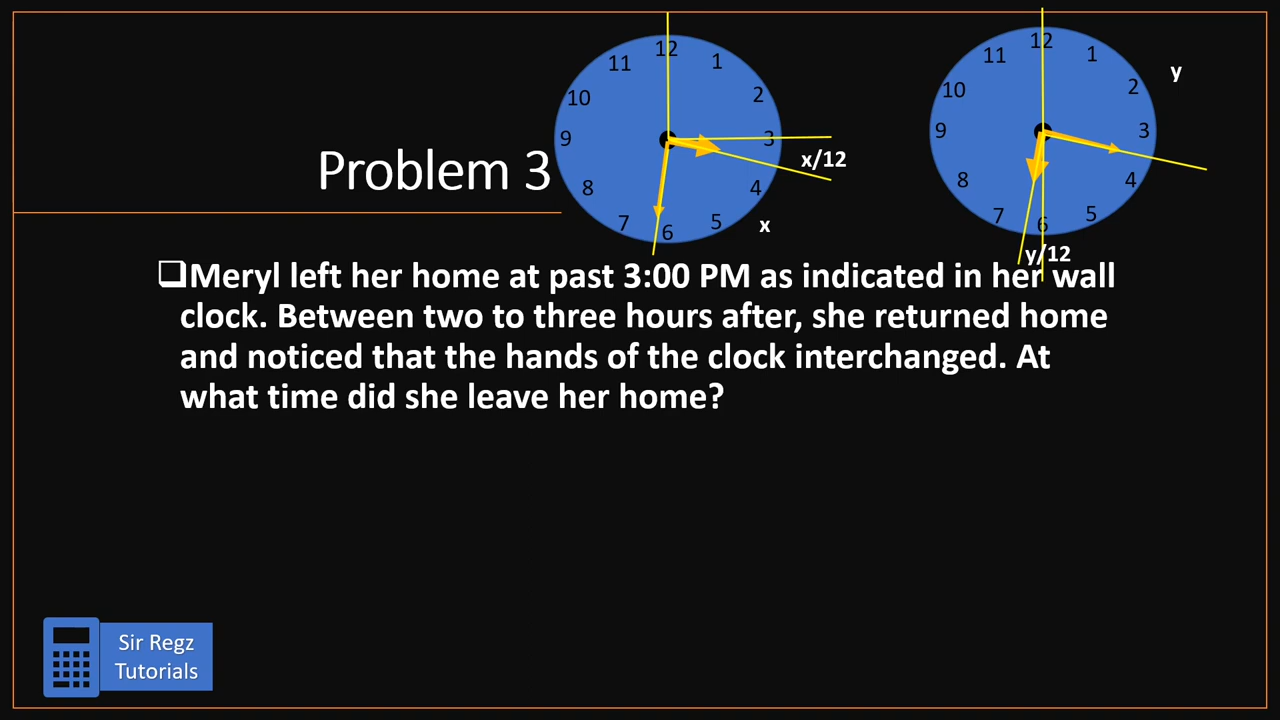 12
11
1
10
2
9
3
8
4
7
5
6
x/12
x
12
11
1
10
2
9
3
8
4
7
5
6
y
y/12
Problem 3
❑Meryl left her home at past 3:00 PM as indicated in her wall
clock. Between two to three hours after, she returned home
and noticed that the hands of the clock interchanged. At
what time did she leave her home?
Sir Regz
Tutorials